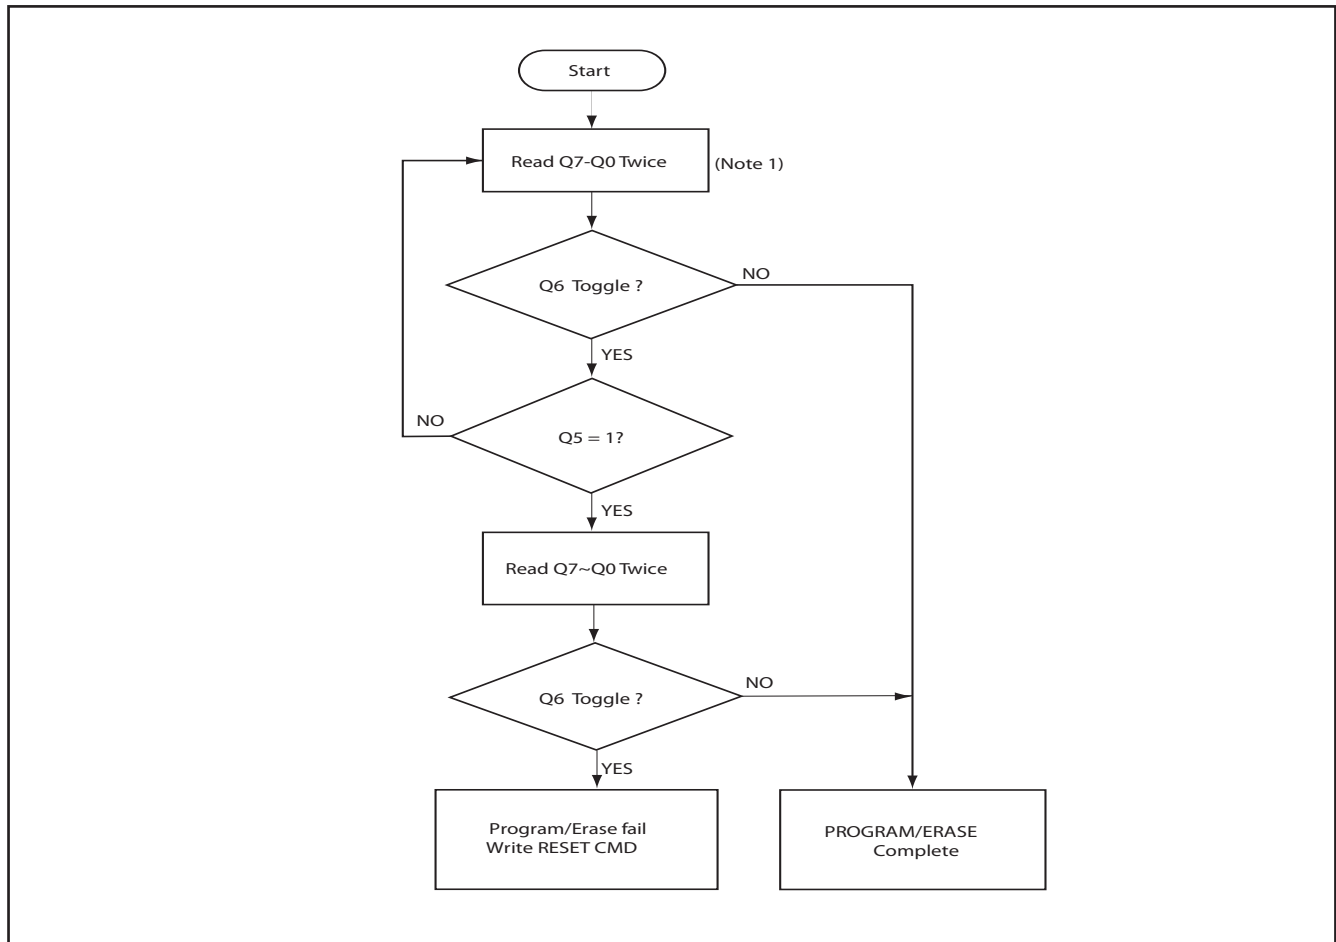 Start
Read Q7-Q0 Twice
(Note 1)
Q6 Toggle ?
NO
YES
NO
Q5 = 1?
YES
Read Q7~Q0 Twice
Q6 Toggle ?
NO
YES
Program/Erase fail
Write RESET CMD
PROGRAM/ERASE
Complete